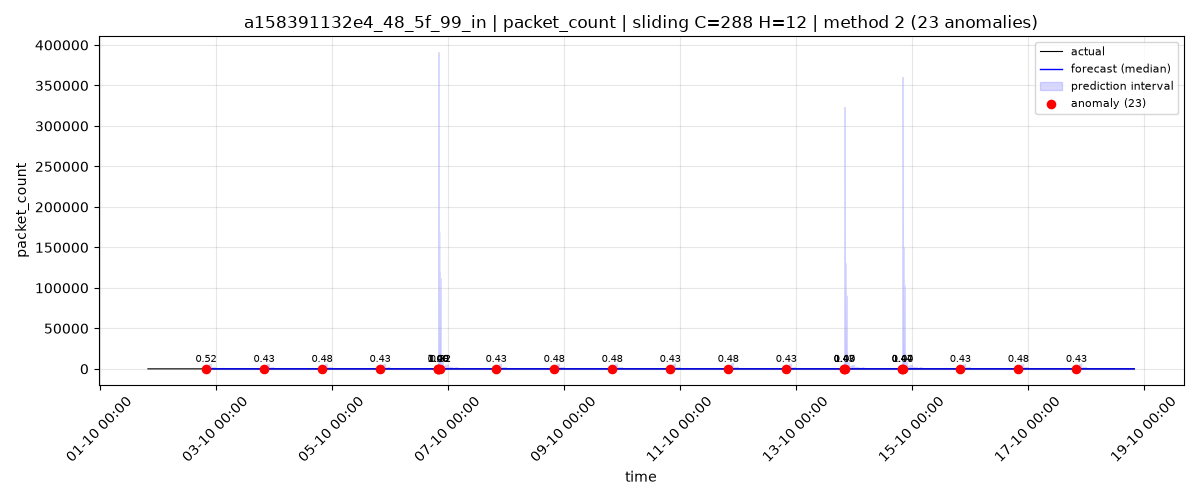 a158391132e4_48_5f_99_in | packet_count | sliding C=288 H=12 | method 2 (23 anomalies)
400000
350000
300000
250000
200000
150000
100000
50000
0
packet_count
actual
forecast (median)
prediction interval
anomaly (23)
0.52 0.43 0.48 0.43 0.43 0.48 0.48 0.43 0.48 0.43 0.43 0.48 0.43
01-10 00:00 03-10 00:00 05-10 00:00 07-10 00:00 09-10 00:00 11-10 00:00 13-10 00:00 15-10 00:00 17-10 00:00 19-10 00:00
time